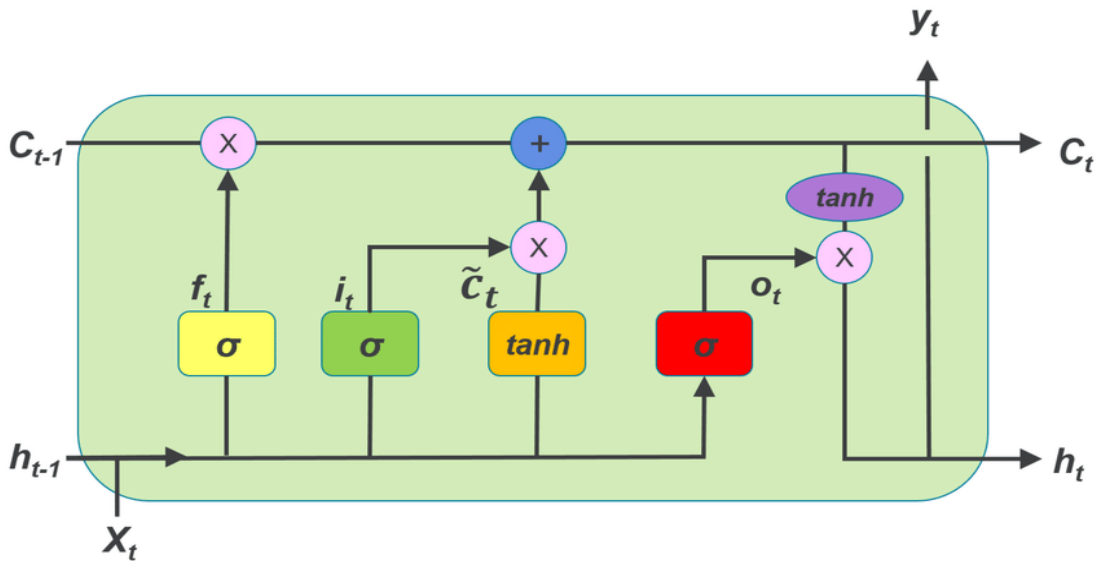 yₜ
Cₜ₋₁ X + Cₜ
tanh
X X
fₜ iₜ c̃ₜ oₜ
σ σ tanh σ
hₜ₋₁ hₜ
Xₜ